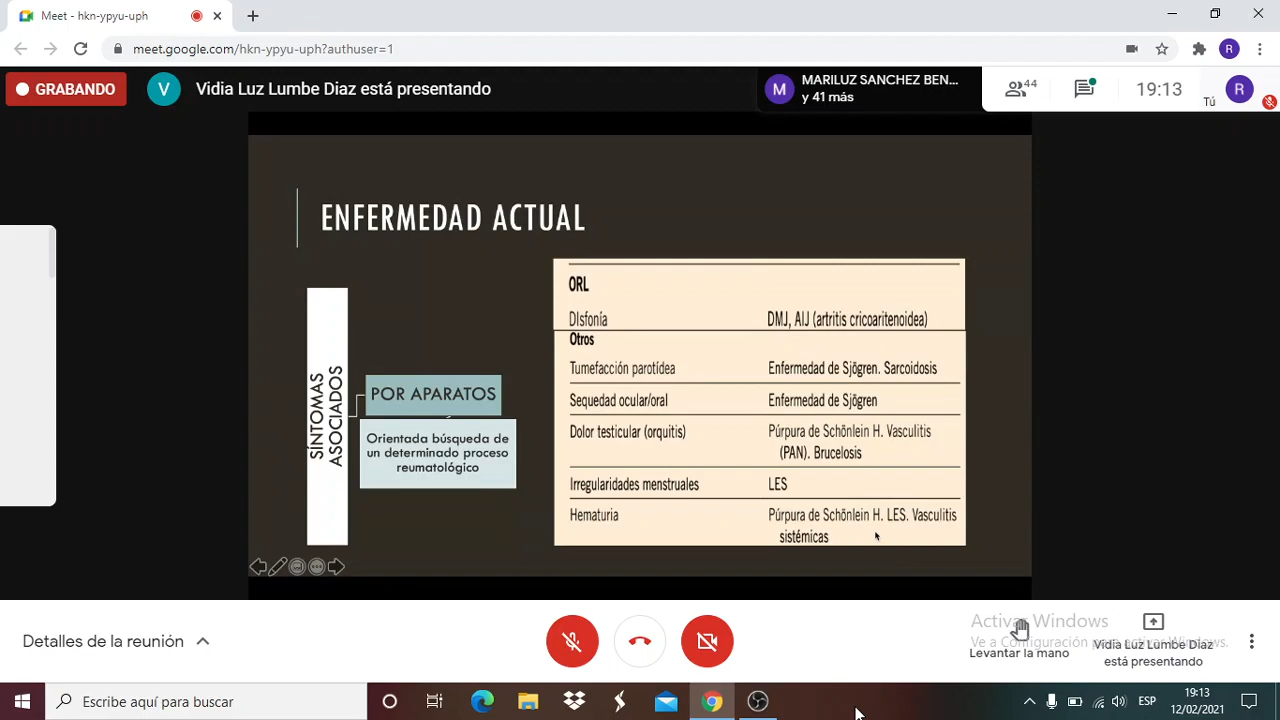 Meet - hkn-ypyu-uph
meet.google.com/hkn-ypyu-uph?authuser=1
R
GRABANDO
V
Vidia Luz Lumbe Diaz está presentando
M
MARILUZ SANCHEZ BEN...
y 41 más
44
19:13
Tú
R
ENFERMEDAD ACTUAL
SÍNTOMAS
ASOCIADOS
POR APARATOS
Orientada búsqueda de
un determinado proceso
reumatológico
ORL
DIsfonía DMJ, AIJ (artritis cricoaritenoidea)
Otros
Tumefacción parotídea Enfermedad de Sjögren. Sarcoidosis
Sequedad ocular/oral Enfermedad de Sjögren
Dolor testicular (orquitis) Púrpura de Schönlein H. Vasculitis
(PAN). Brucelosis
Irregularidades menstruales LES
Hematuria Púrpura de Schönlein H. LES. Vasculitis
sistémicas
Detalles de la reunión
Activar Windows
Ve a Configuración para activar Windows.
Levantar la mano
Vidia Luz Lumbe Diaz
está presentando
Escribe aquí para buscar
ESP
19:13
12/02/2021